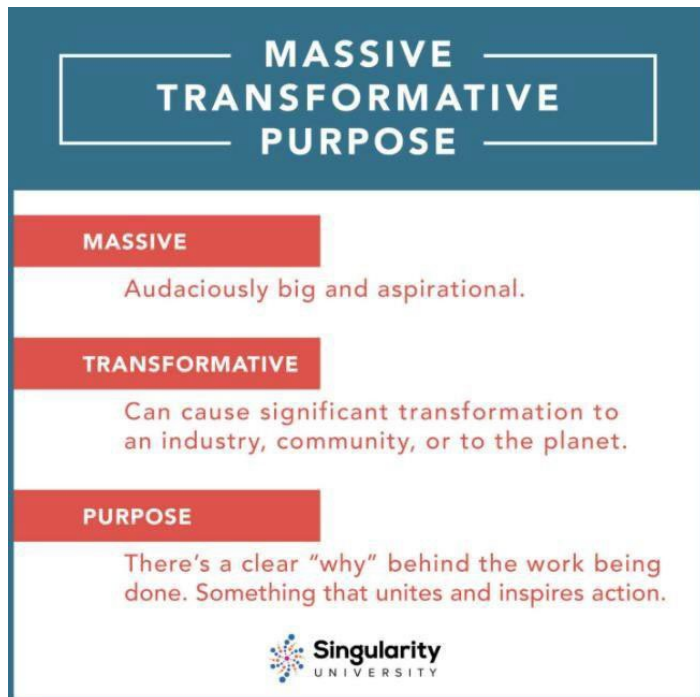 MASSIVE
TRANSFORMATIVE
PURPOSE
MASSIVE
Audaciously big and aspirational.
TRANSFORMATIVE
Can cause significant transformation to
an industry, community, or to the planet.
PURPOSE
There's a clear "why" behind the work being
done. Something that unites and inspires action.
Singularity
UNIVERSITY